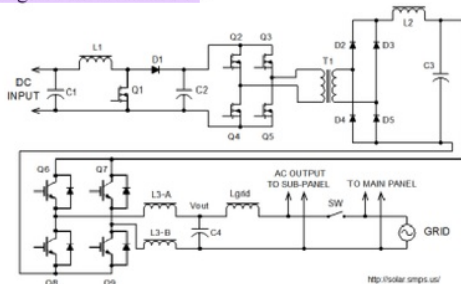 Q2 Q3
L1 D1 L2
D2 D3
T1
DC
INPUT
C1 Q1 C2 C3
D4 D5
Q4 Q5
Q6 Q7
AC OUTPUT
TO SUB-PANEL TO MAIN PANEL
L3-A Vout Lgrid SW
C4 GRID
L3-B
Q8 Q9
http://solar.smps.us/